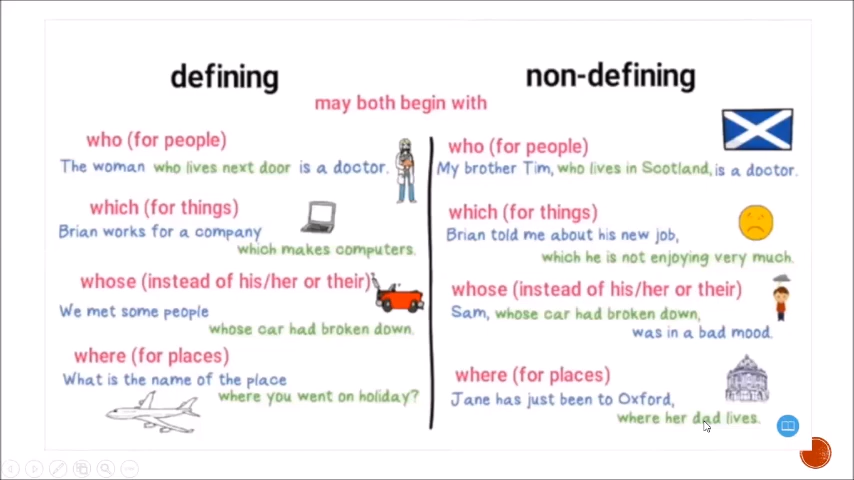 defining
non-defining
may both begin with
who (for people)
The woman who lives next door is a doctor.
which (for things)
Brian works for a company
which makes computers.
whose (instead of his/her or their)
We met some people
whose car had broken down.
where (for places)
What is the name of the place
where you went on holiday?
who (for people)
My brother Tim, who lives in Scotland, is a doctor.
which (for things)
Brian told me about his new job,
which he is not enjoying very much.
whose (instead of his/her or their)
Sam, whose car had broken down,
was in a bad mood.
where (for places)
Jane has just been to Oxford,
where her dad lives.